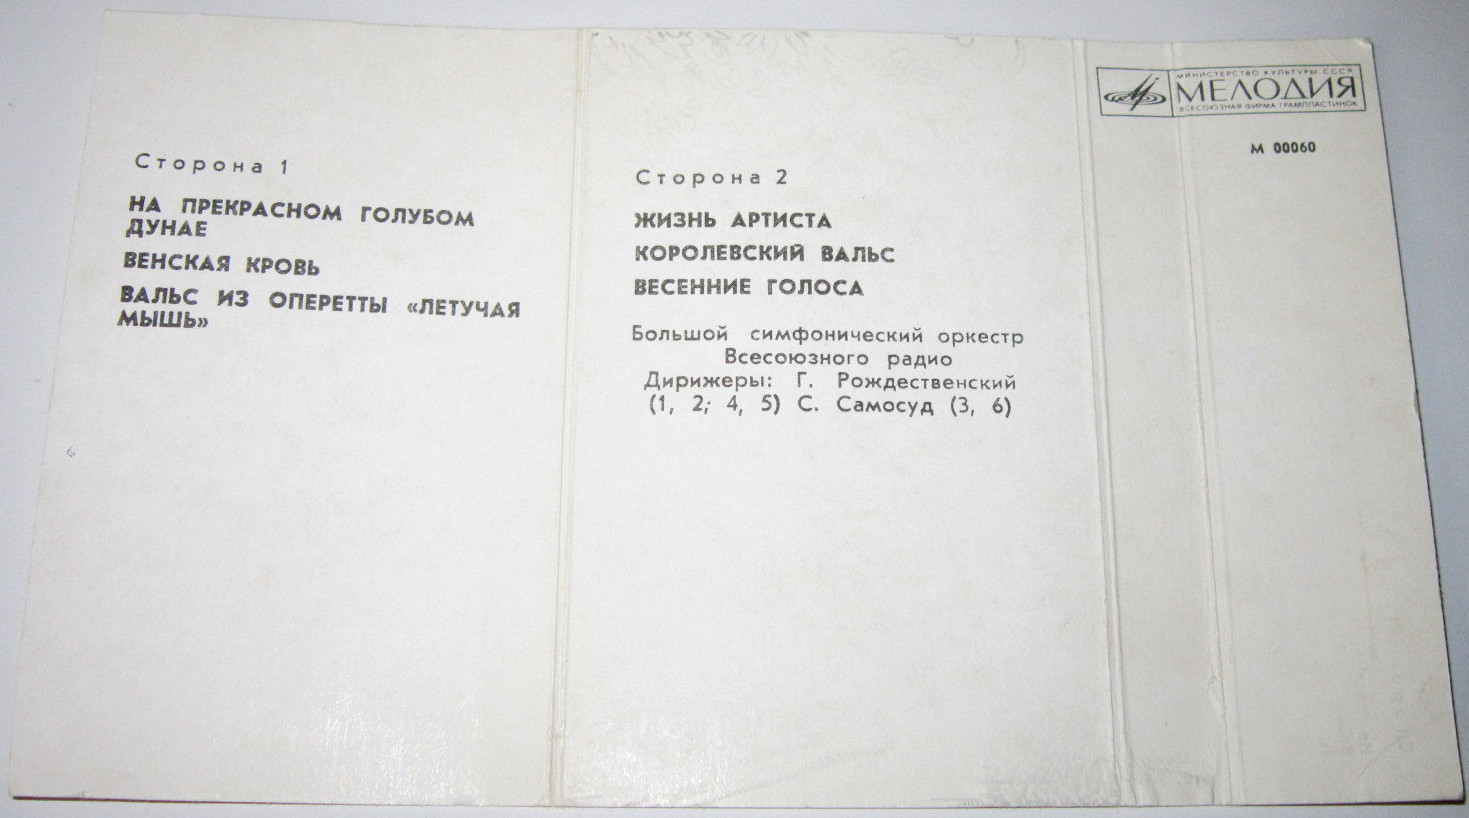 Сторона 1
НА ПРЕКРАСНОМ ГОЛУБОМ
ДУНАЕ
ВЕНСКАЯ КРОВЬ
ВАЛЬС ИЗ ОПЕРЕТТЫ «ЛЕТУЧАЯ
МЫШЬ»
Сторона 2
ЖИЗНЬ АРТИСТА
КОРОЛЕВСКИЙ ВАЛЬС
ВЕСЕННИЕ ГОЛОСА
Большой симфонический оркестр
Всесоюзного радио
Дирижеры: Г. Рождественский
(1, 2; 4, 5) С. Самосуд (3, 6)
МИНИСТЕРСТВО КУЛЬТУРЫ СССР
МЕЛОДИЯ
ВСЕСОЮЗНАЯ ФИРМА ГРАМПЛАСТИНОК
М 00060